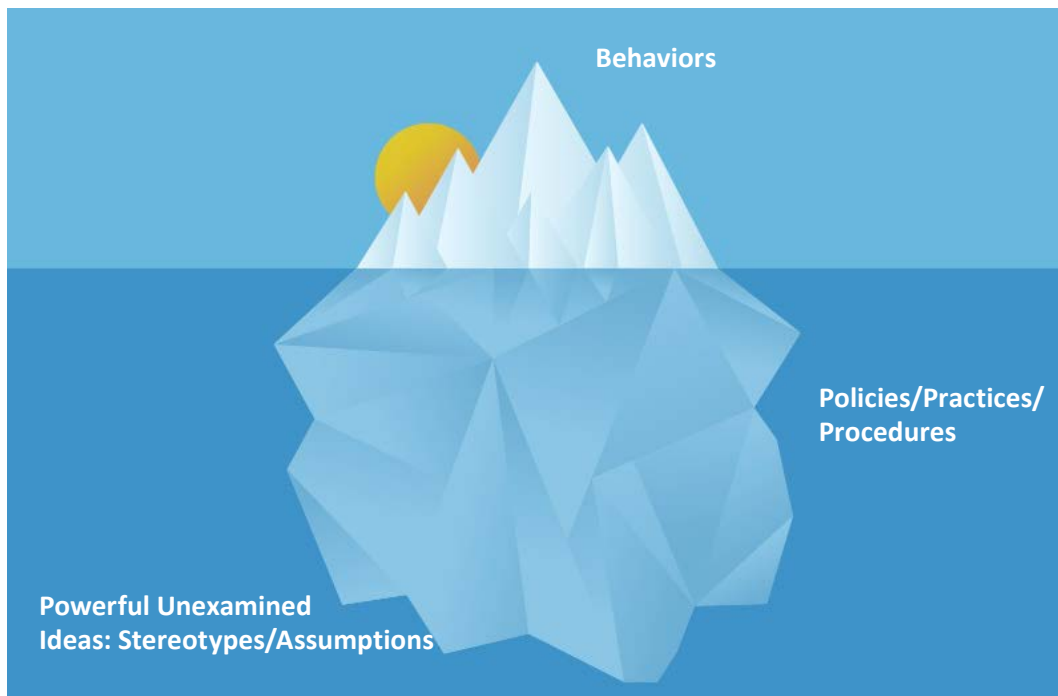 Behaviors
Policies/Practices/
Procedures
Powerful Unexamined
Ideas: Stereotypes/Assumptions